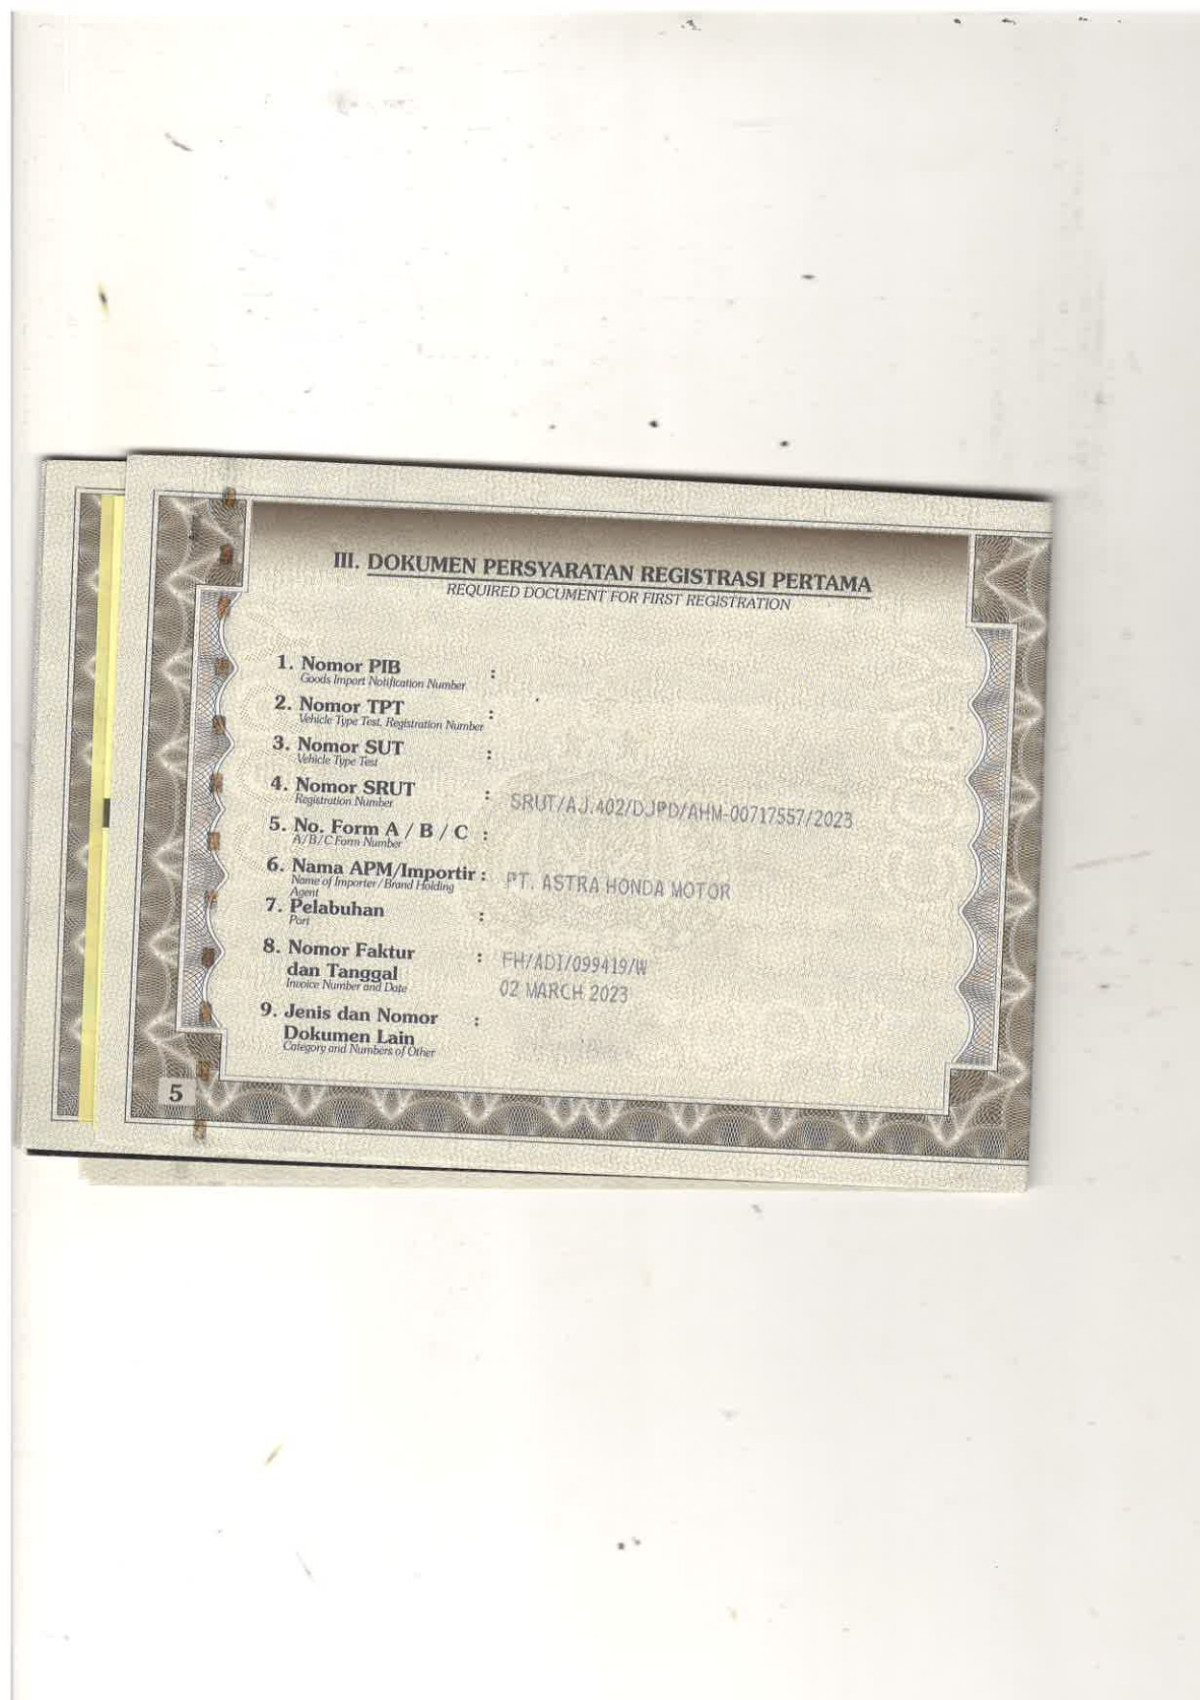 III. DOKUMEN PERSYARATAN REGISTRASI PERTAMA
REQUIRED DOCUMENT FOR FIRST REGISTRATION
1. Nomor PIB :
Goods Import Notification Number
2. Nomor TPT :
Vehicle Type Test, Registration Number
3. Nomor SUT :
Vehicle Type Test
4. Nomor SRUT : SRUT/AJ.402/DJPD/AHM-00717557/2023
Registration Number
5. No. Form A / B / C :
A/B/C Form Number
6. Nama APM/Importir : PT. ASTRA HONDA MOTOR
Name of Importer/Brand Holding
Agent
7. Pelabuhan :
Port
8. Nomor Faktur : FH/ADI/099419/W
dan Tanggal 02 MARCH 2023
Invoice Number and Date
9. Jenis dan Nomor :
Dokumen Lain
Category and Numbers of Other
5